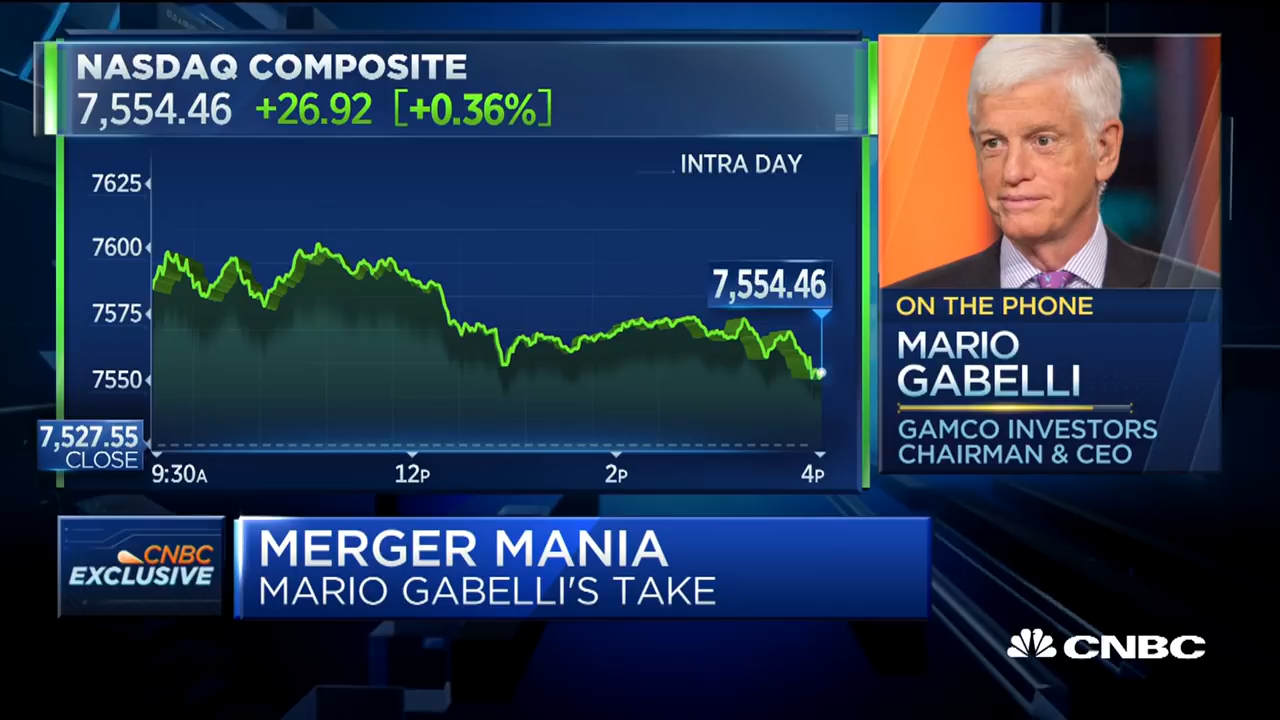 NASDAQ COMPOSITE
7,554.46 +26.92 [+0.36%]
INTRA DAY
7625
7600
7575
7550
7,554.46
7,527.55
CLOSE
9:30A 12P 2P 4P
ON THE PHONE
MARIO
GABELLI
GAMCO INVESTORS
CHAIRMAN & CEO
CNBC
EXCLUSIVE
MERGER MANIA
MARIO GABELLI'S TAKE
CNBC